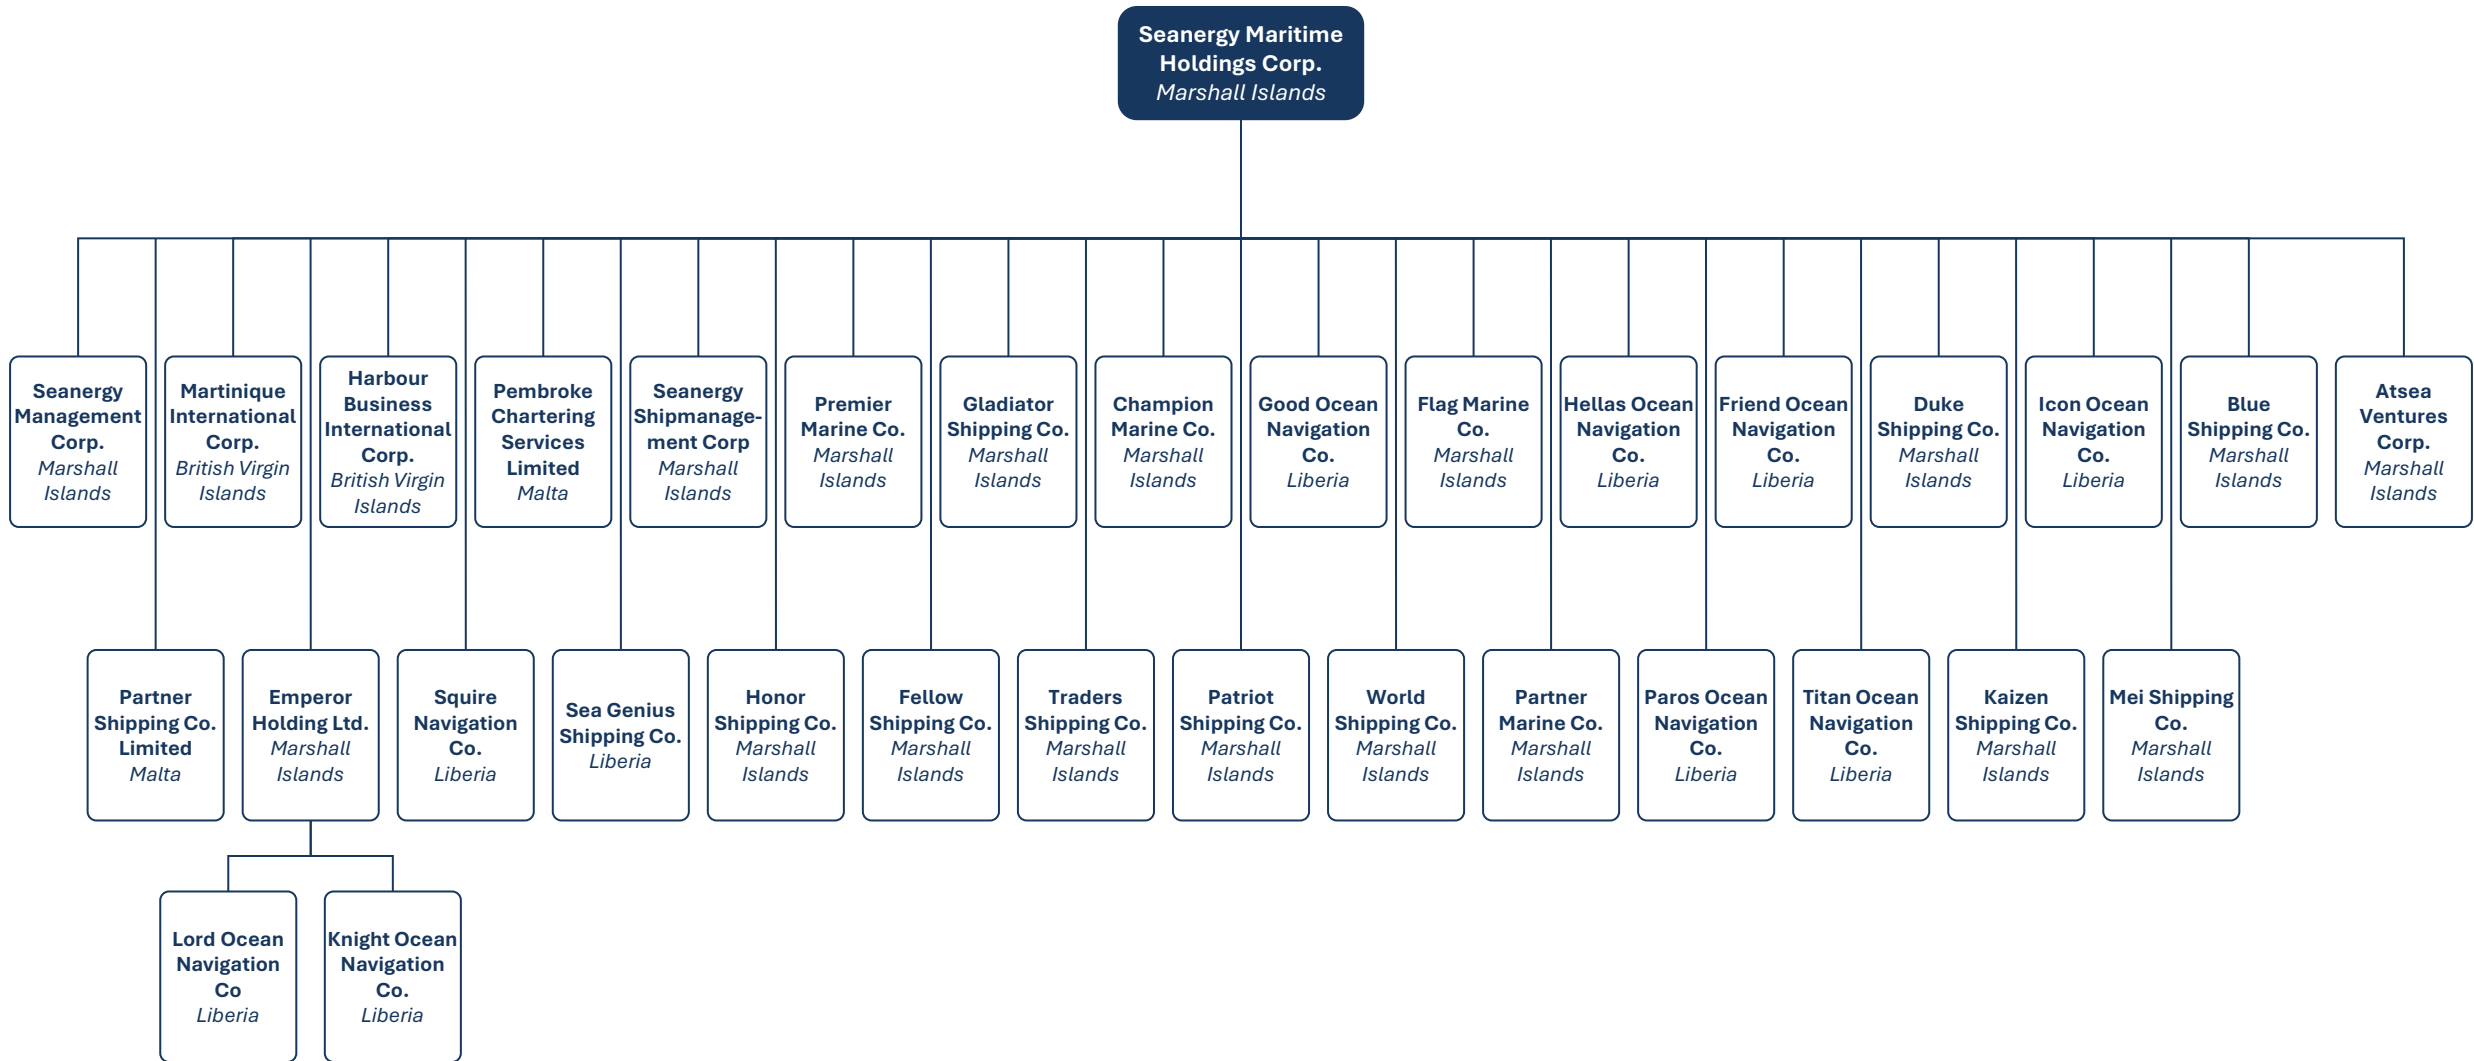 Seanergy Maritime
Holdings Corp.
Marshall Islands
Seanergy
Management
Corp.
Marshall
Islands
Martinique
International
Corp.
British Virgin
Islands
Harbour
Business
International
Corp.
British Virgin
Islands
Pembroke
Chartering
Services
Limited
Malta
Seanergy
Shipmanage-
ment Corp
Marshall
Islands
Premier
Marine Co.
Marshall
Islands
Gladiator
Shipping Co.
Marshall
Islands
Champion
Marine Co.
Marshall
Islands
Good Ocean
Navigation
Co.
Liberia
Flag Marine
Co.
Marshall
Islands
Hellas Ocean
Navigation
Co.
Liberia
Friend Ocean
Navigation
Co.
Liberia
Duke
Shipping Co.
Marshall
Islands
Icon Ocean
Navigation
Co.
Liberia
Blue
Shipping Co.
Marshall
Islands
Atsea
Ventures
Corp.
Marshall
Islands
Partner
Shipping Co.
Limited
Malta
Emperor
Holding Ltd.
Marshall
Islands
Squire
Navigation
Co.
Liberia
Sea Genius
Shipping Co.
Liberia
Honor
Shipping Co.
Marshall
Islands
Fellow
Shipping Co.
Marshall
Islands
Traders
Shipping Co.
Marshall
Islands
Patriot
Shipping Co.
Marshall
Islands
World
Shipping Co.
Marshall
Islands
Partner
Marine Co.
Marshall
Islands
Paros Ocean
Navigation
Co.
Liberia
Titan Ocean
Navigation
Co.
Liberia
Kaizen
Shipping Co.
Marshall
Islands
Mei Shipping
Co.
Marshall
Islands
Lord Ocean
Navigation
Co
Liberia
Knight Ocean
Navigation
Co.
Liberia